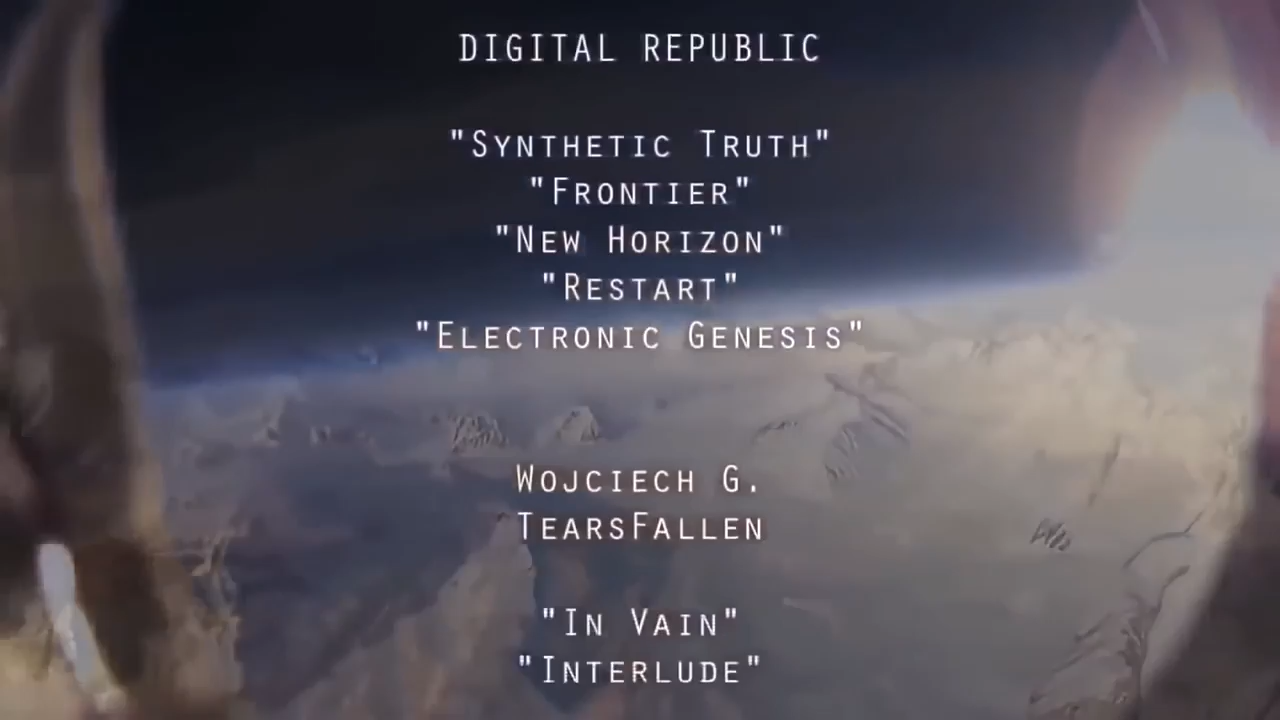 DIGITAL REPUBLIC
"Synthetic Truth"
"Frontier"
"New Horizon"
"Restart"
"Electronic Genesis"
Wojciech G.
TearsFallen
"In Vain"
"Interlude"